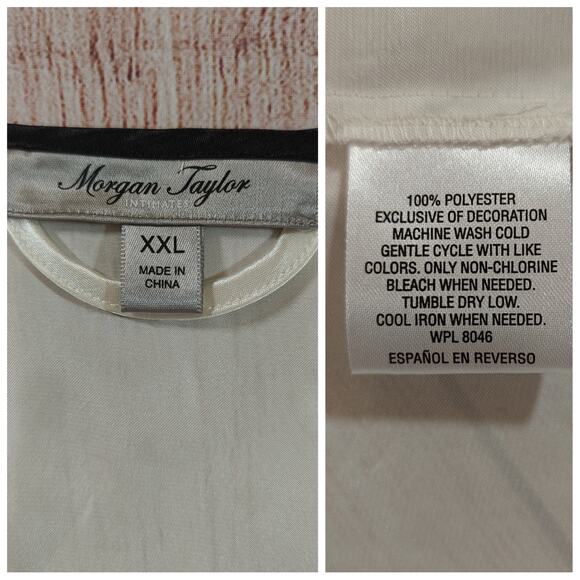 Morgan Taylor
INTIMATES
XXL
MADE IN
CHINA
100% POLYESTER
EXCLUSIVE OF DECORATION
MACHINE WASH COLD
GENTLE CYCLE WITH LIKE
COLORS. ONLY NON-CHLORINE
BLEACH WHEN NEEDED.
TUMBLE DRY LOW.
COOL IRON WHEN NEEDED.
WPL 8046
ESPAÑOL EN REVERSO